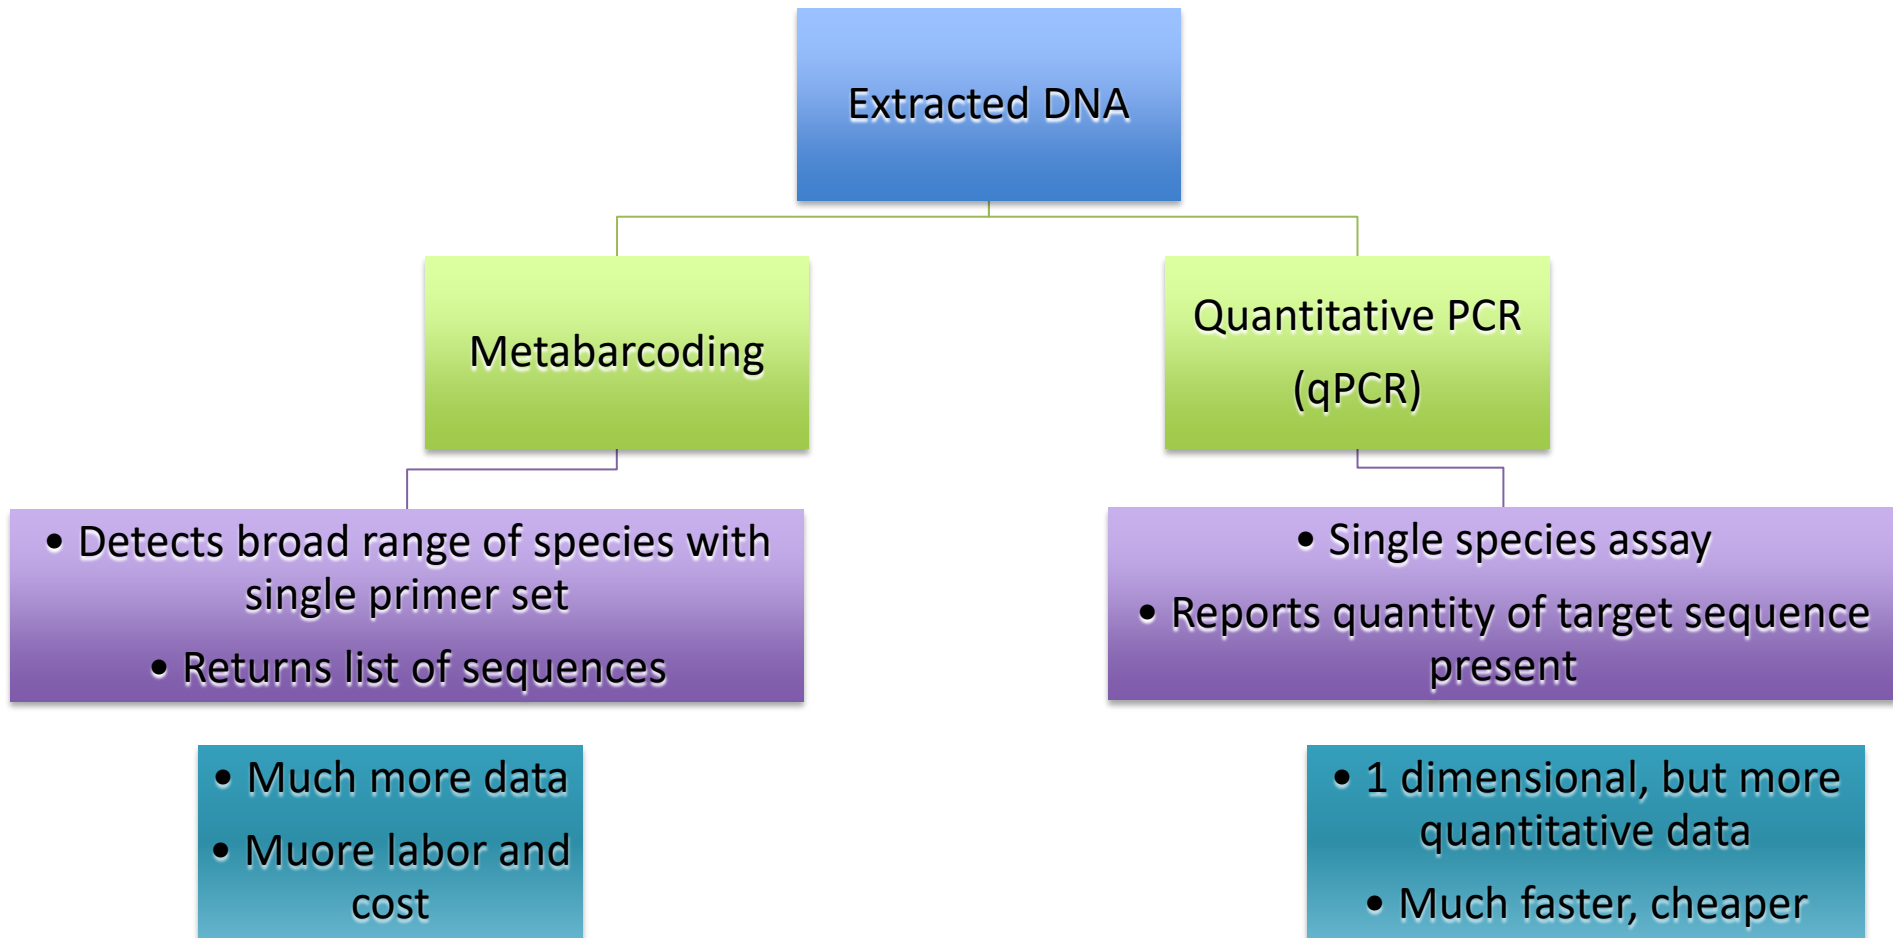 Extracted DNA
Metabarcoding
Quantitative PCR
(qPCR)
• Detects broad range of species with
single primer set
• Returns list of sequences
• Single species assay
• Reports quantity of target sequence
present
• Much more data
• Muore labor and
cost
• 1 dimensional, but more
quantitative data
• Much faster, cheaper